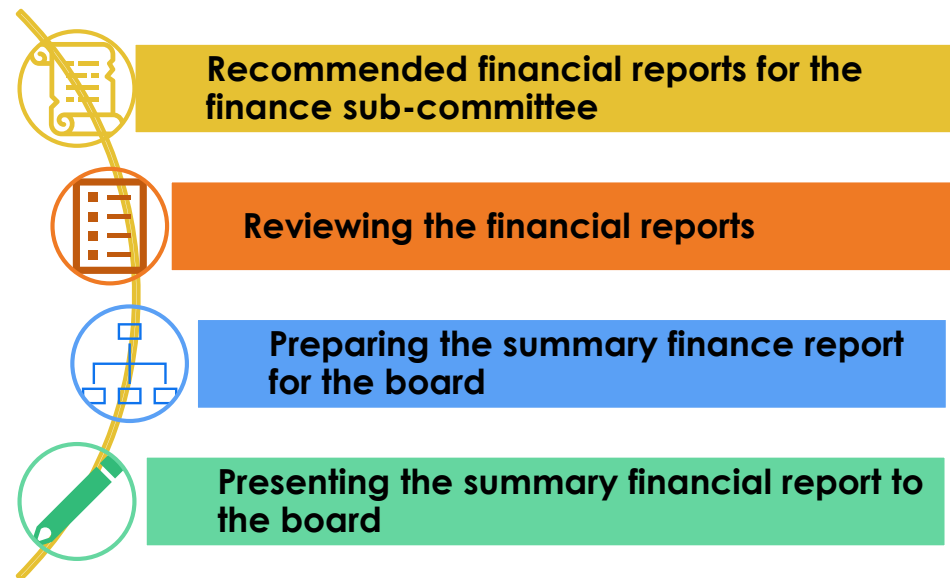 Recommended financial reports for the
finance sub-committee
Reviewing the financial reports
Preparing the summary finance report
for the board
Presenting the summary financial report to
the board